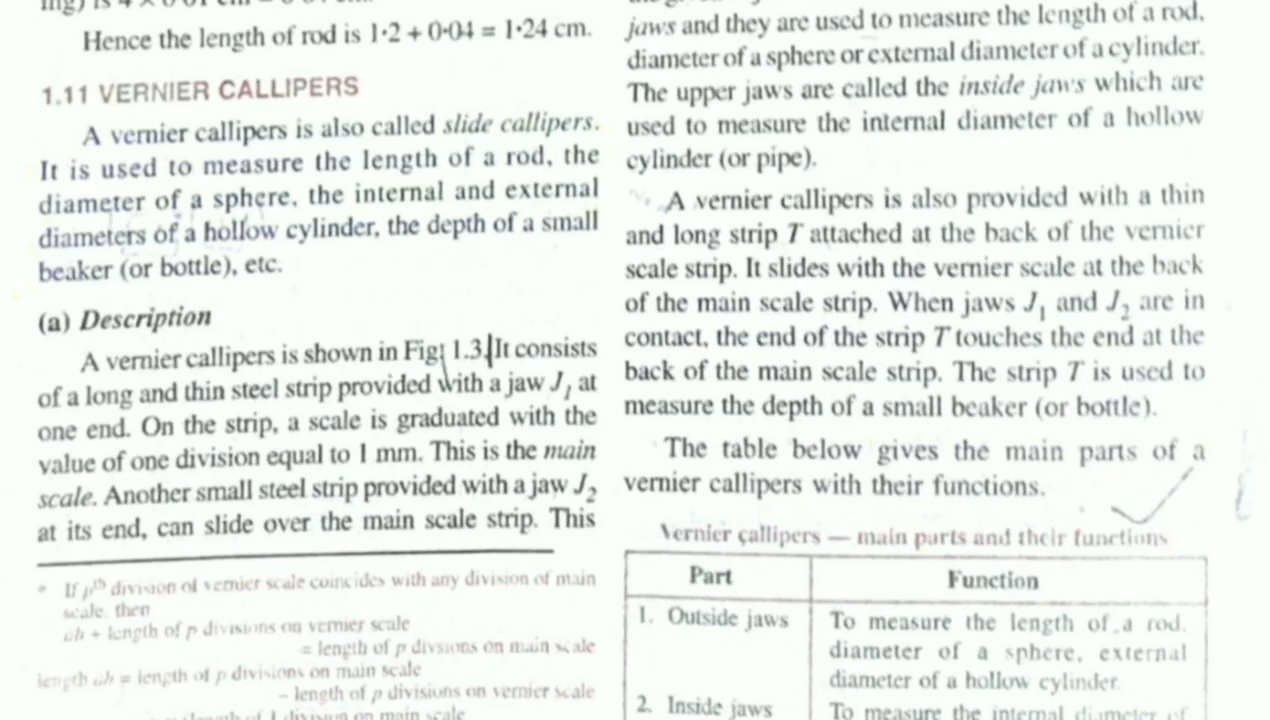 Hence the length of rod is 1·2 + 0·04 = 1·24 cm.
1.11 VERNIER CALLIPERS
A vernier callipers is also called slide callipers.
It is used to measure the length of a rod, the
diameter of a sphere, the internal and external
diameters of a hollow cylinder, the depth of a small
beaker (or bottle), etc.
(a) Description
A vernier callipers is shown in Fig. 1.3. It consists
of a long and thin steel strip provided with a jaw J₁ at
one end. On the strip, a scale is graduated with the
value of one division equal to 1 mm. This is the main
scale. Another small steel strip provided with a jaw J₂
at its end, can slide over the main scale strip. This
* If pᵗʰ division of vernier scale coincides with any division of main
scale, then
ab + length of p divisions on vernier scale
= length of p divsions on main scale
length ab = length of p divisions on main scale
– length of p divisions on vernier scale
length of 1 division on main scale
jaws and they are used to measure the length of a rod,
diameter of a sphere or external diameter of a cylinder.
The upper jaws are called the inside jaws which are
used to measure the internal diameter of a hollow
cylinder (or pipe).
A vernier callipers is also provided with a thin
and long strip T attached at the back of the vernier
scale strip. It slides with the vernier scale at the back
of the main scale strip. When jaws J₁ and J₂ are in
contact, the end of the strip T touches the end at the
back of the main scale strip. The strip T is used to
measure the depth of a small beaker (or bottle).
The table below gives the main parts of a
vernier callipers with their functions.
Vernier callipers — main parts and their functions
Part Function
1. Outside jaws To measure the length of a rod,
diameter of a sphere, external
diameter of a hollow cylinder.
2. Inside jaws To measure the internal diameter of